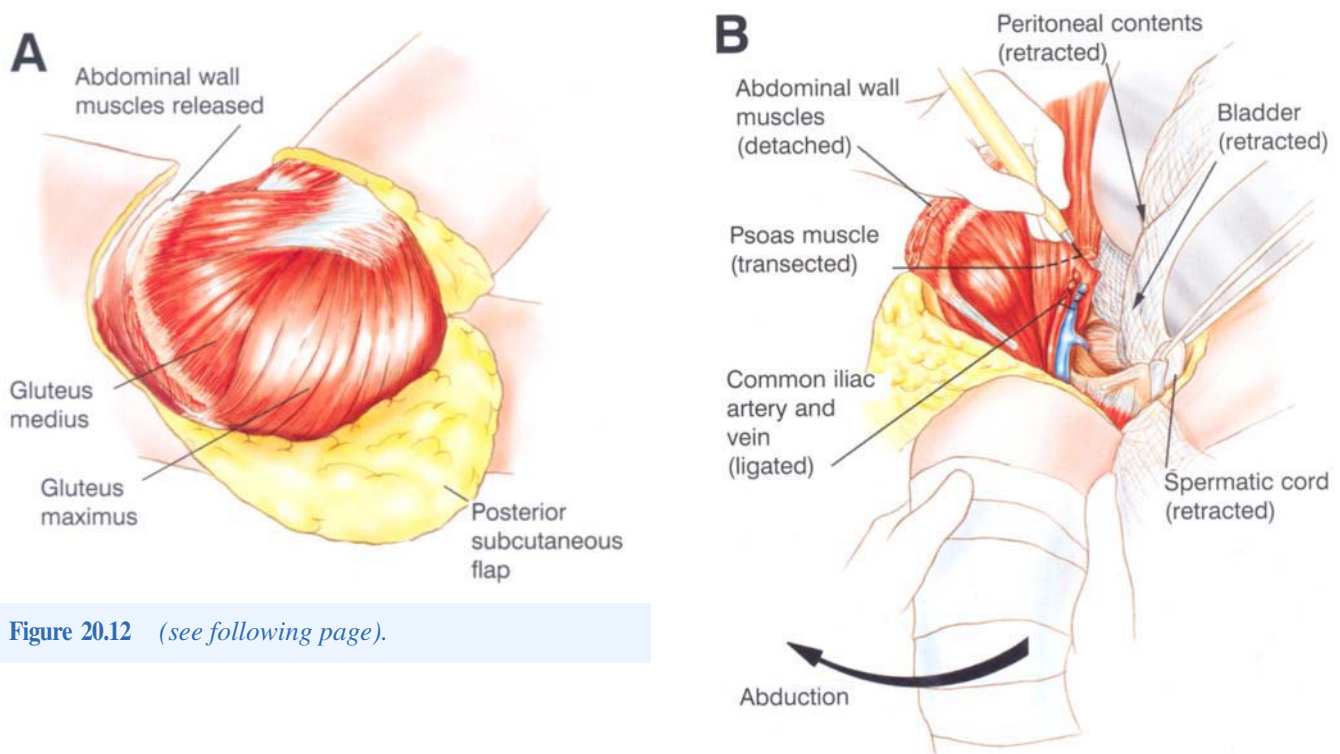 A
Abdominal wall
muscles released
Gluteus
medius
Gluteus
maximus
Posterior
subcutaneous
flap
Figure 20.12 (see following page).
B
Peritoneal contents
(retracted)
Abdominal wall
muscles
(detached)
Bladder
(retracted)
Psoas muscle
(transected)
Common iliac
artery and
vein
(ligated)
Spermatic cord
(retracted)
Abduction